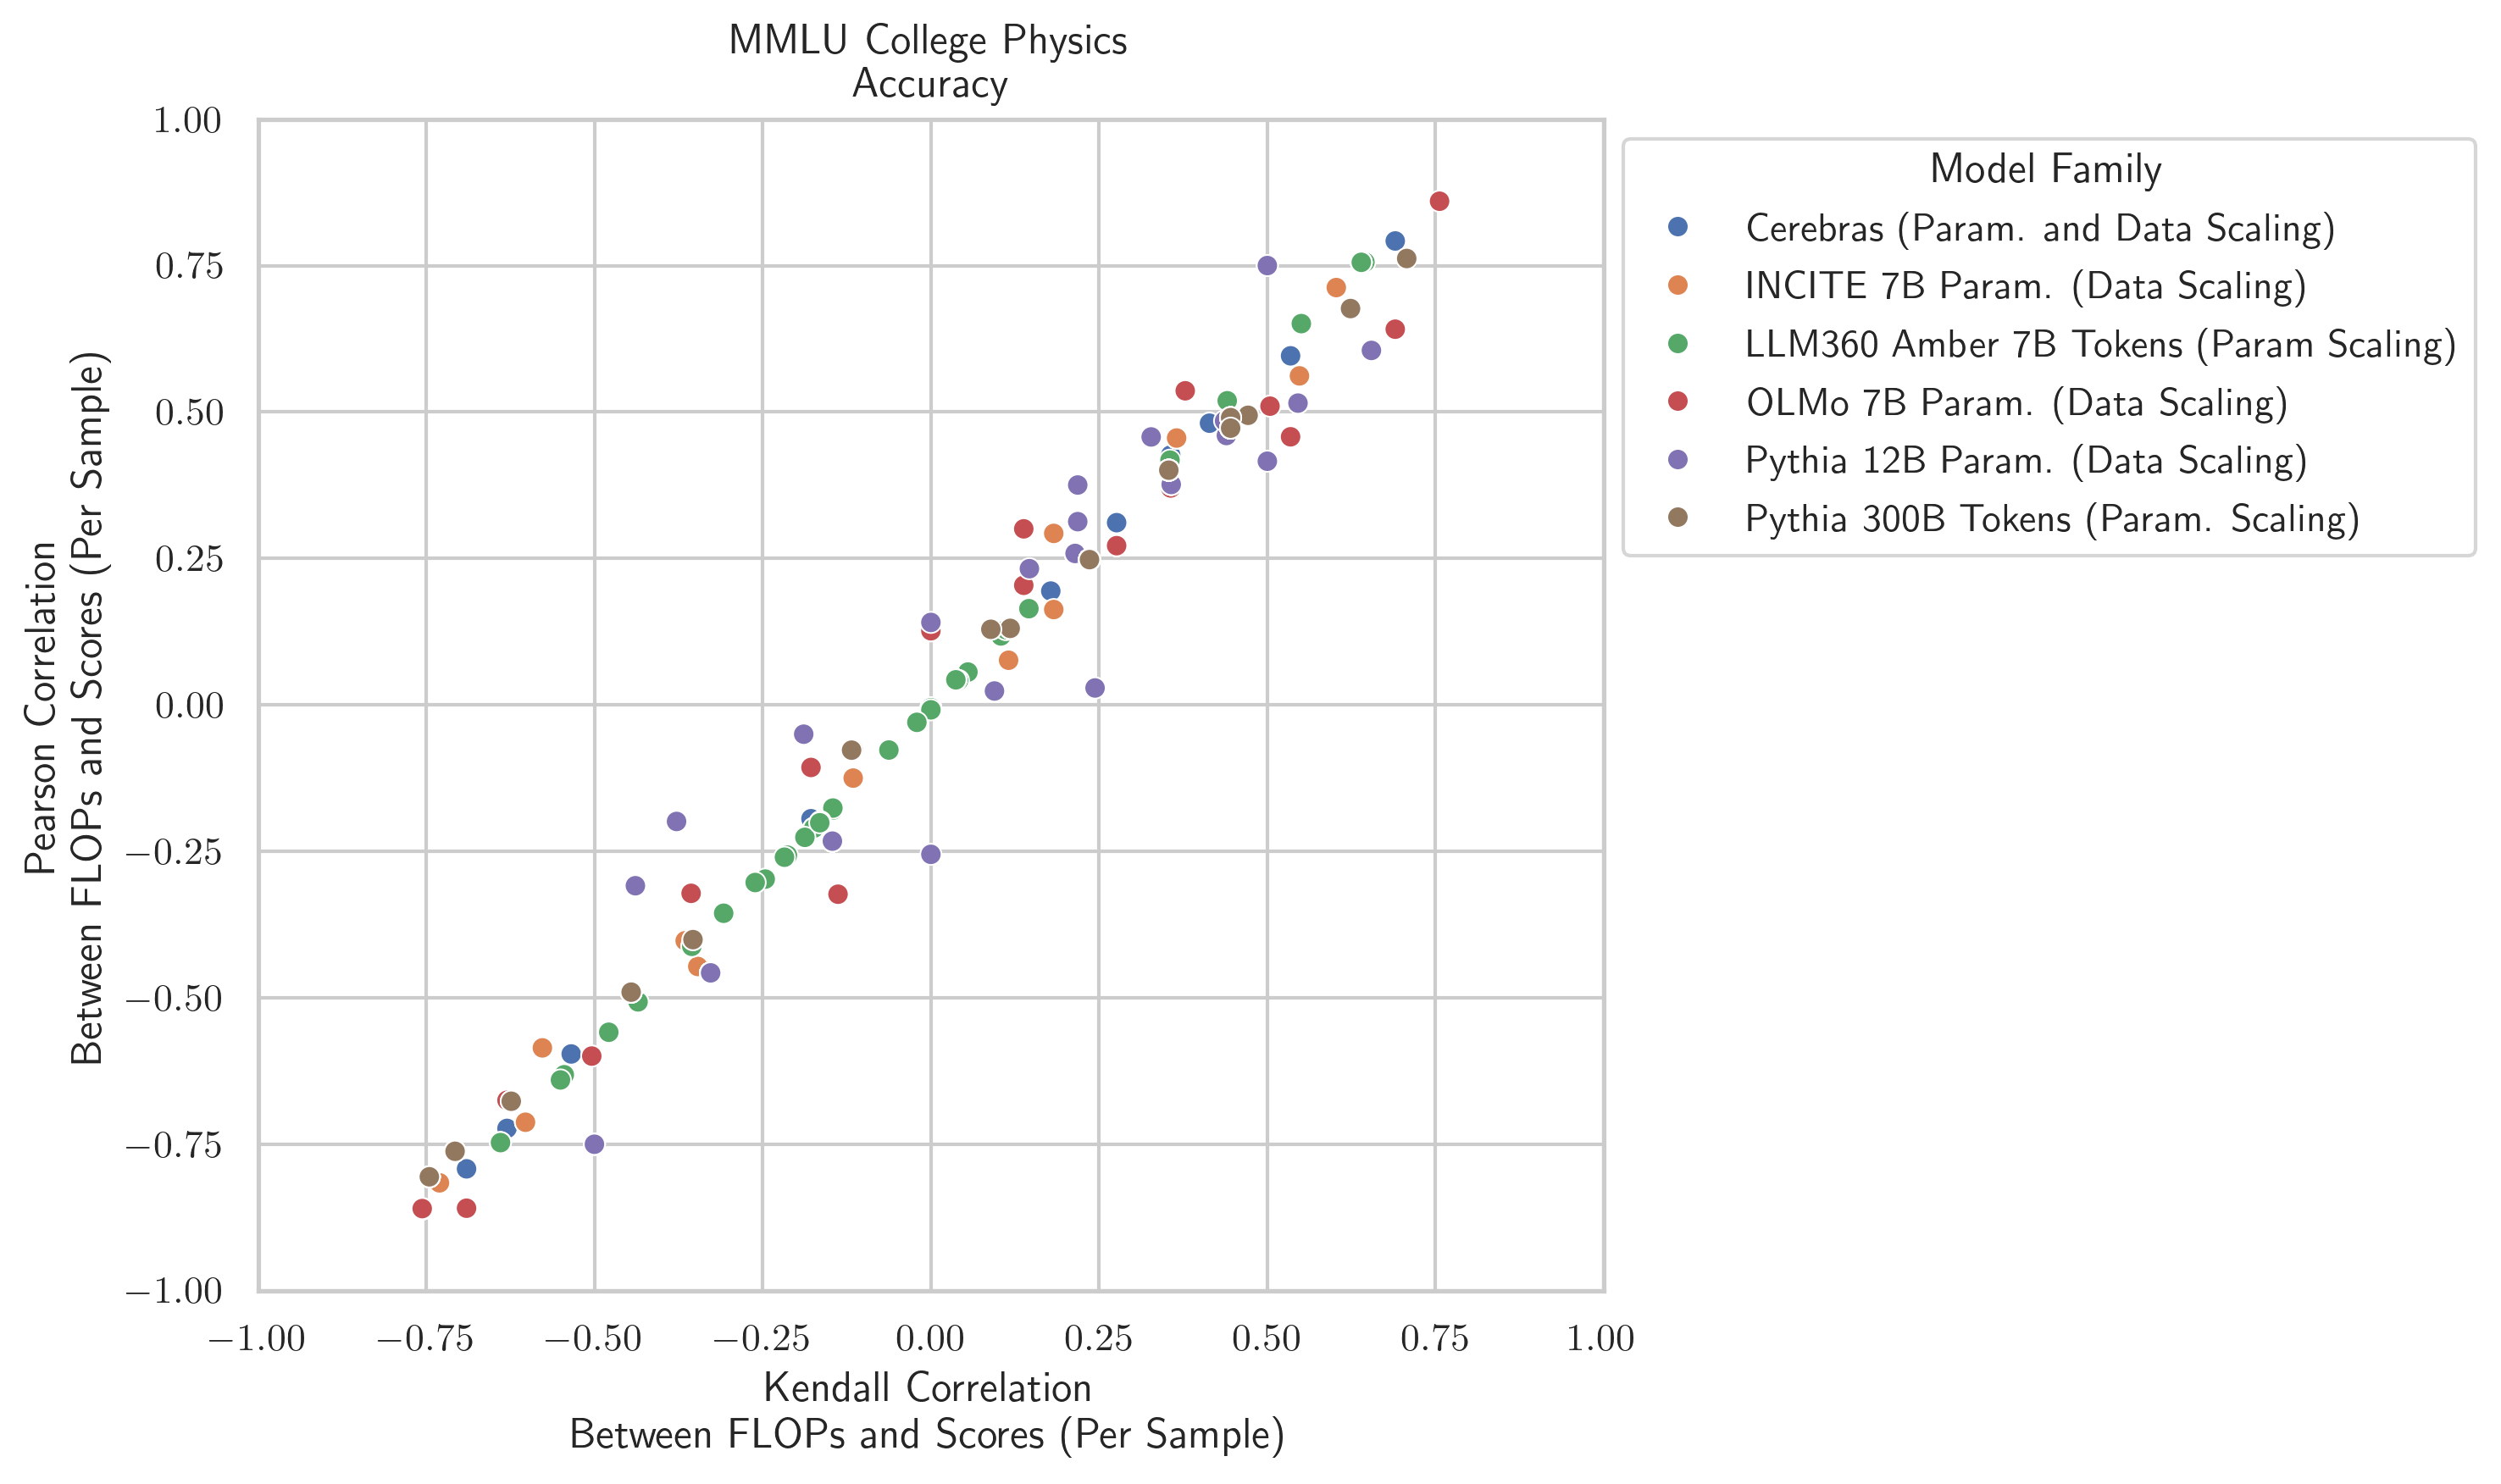 MMLU College Physics
Accuracy
1.00
0.75
0.50
0.25
0.00
−0.25
−0.50
−0.75
−1.00
Pearson Correlation
Between FLOPs and Scores (Per Sample)
−1.00 −0.75 −0.50 −0.25 0.00 0.25 0.50 0.75 1.00
Kendall Correlation
Between FLOPs and Scores (Per Sample)
Model Family
Cerebras (Param. and Data Scaling)
INCITE 7B Param. (Data Scaling)
LLM360 Amber 7B Tokens (Param Scaling)
OLMo 7B Param. (Data Scaling)
Pythia 12B Param. (Data Scaling)
Pythia 300B Tokens (Param. Scaling)